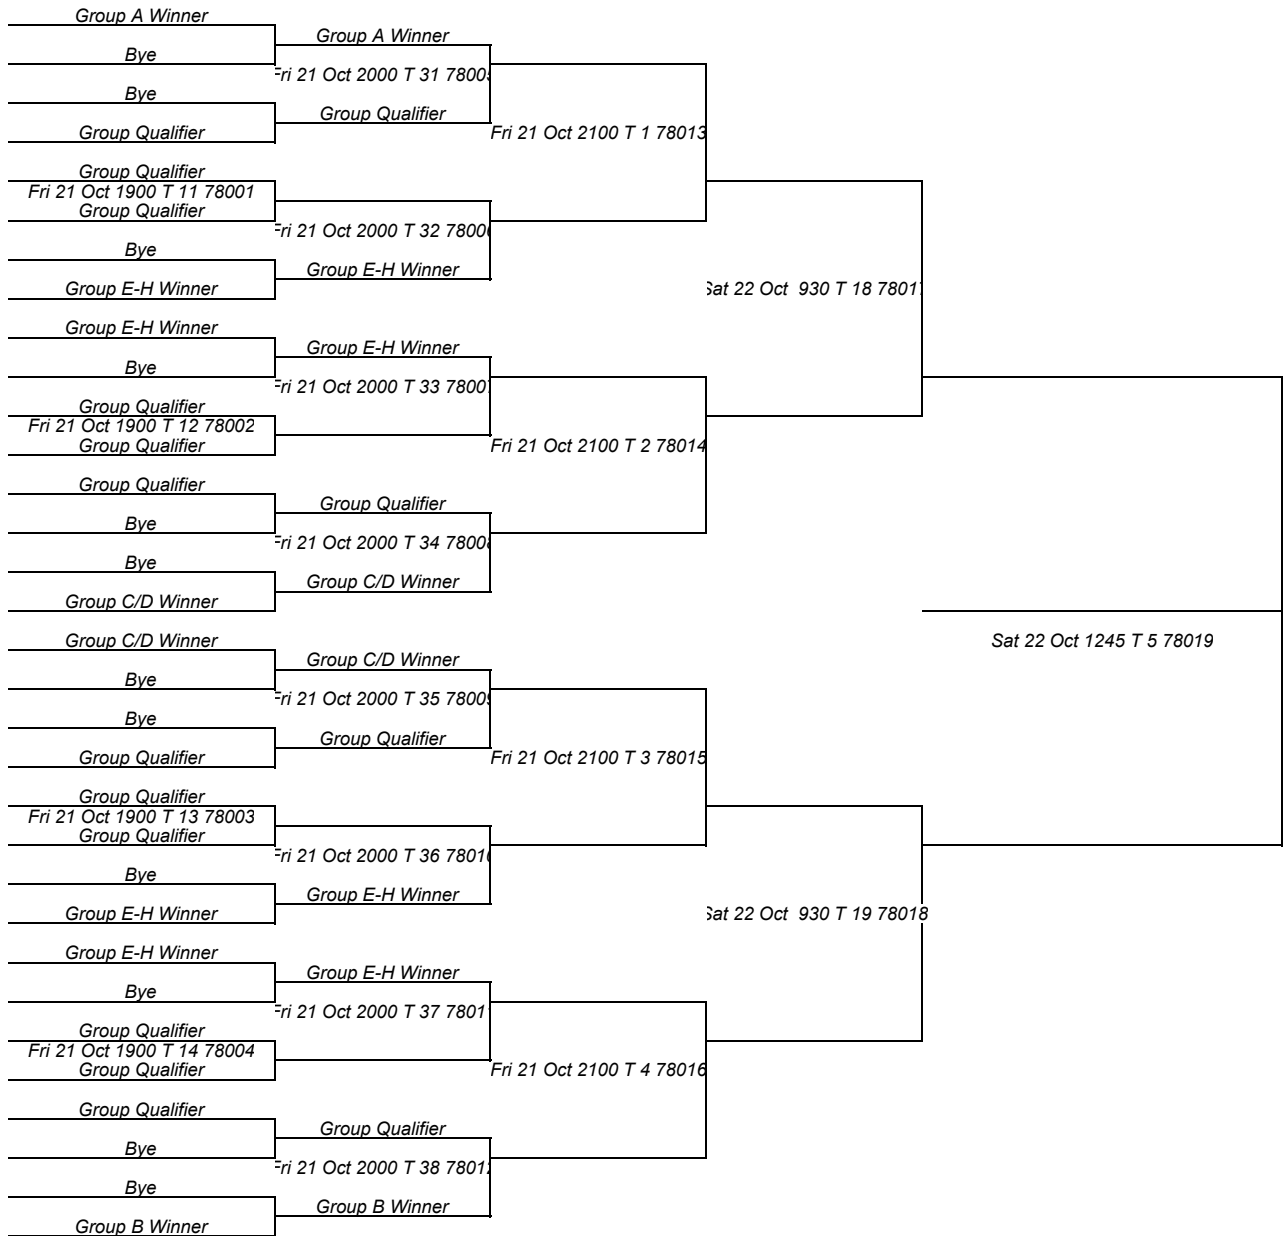 Group A Winner
Bye
Bye
Group Qualifier
Group Qualifier
Fri 21 Oct 1900 T 11 78001
Group Qualifier
Bye
Group E-H Winner
Group E-H Winner
Bye
Group Qualifier
Fri 21 Oct 1900 T 12 78002
Group Qualifier
Group Qualifier
Bye
Bye
Group C/D Winner
Group C/D Winner
Bye
Bye
Group Qualifier
Group Qualifier
Fri 21 Oct 1900 T 13 78003
Group Qualifier
Bye
Group E-H Winner
Group E-H Winner
Bye
Group Qualifier
Fri 21 Oct 1900 T 14 78004
Group Qualifier
Group Qualifier
Bye
Bye
Group B Winner
Group A Winner
Fri 21 Oct 2000 T 31 78005
Group Qualifier
Fri 21 Oct 2000 T 32 78006
Group E-H Winner
Group E-H Winner
Fri 21 Oct 2000 T 33 78007
Group Qualifier
Fri 21 Oct 2000 T 34 78008
Group C/D Winner
Group C/D Winner
Fri 21 Oct 2000 T 35 78009
Group Qualifier
Fri 21 Oct 2000 T 36 78010
Group E-H Winner
Group E-H Winner
Fri 21 Oct 2000 T 37 78011
Group Qualifier
Fri 21 Oct 2000 T 38 78012
Group B Winner
Fri 21 Oct 2100 T 1 78013
Fri 21 Oct 2100 T 2 78014
Fri 21 Oct 2100 T 3 78015
Fri 21 Oct 2100 T 4 78016
Sat 22 Oct 930 T 18 78017
Sat 22 Oct 930 T 19 78018
Sat 22 Oct 1245 T 5 78019